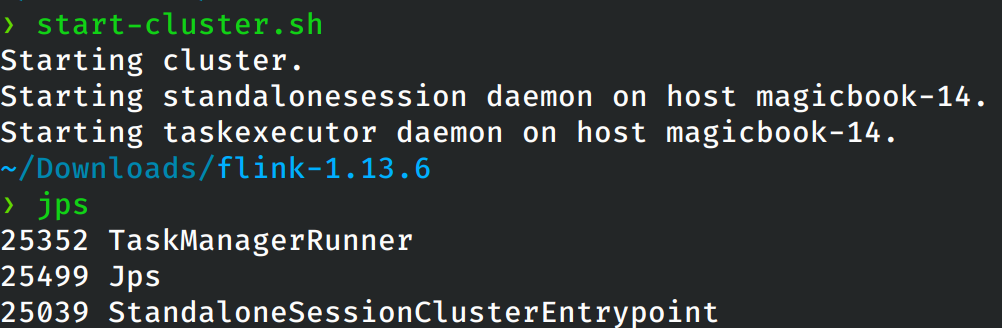 ❯ start-cluster.sh
Starting cluster.
Starting standalonesession daemon on host magicbook-14.
Starting taskexecutor daemon on host magicbook-14.
~/Downloads/flink-1.13.6
❯ jps
25352 TaskManagerRunner
25499 Jps
25039 StandaloneSessionClusterEntrypoint